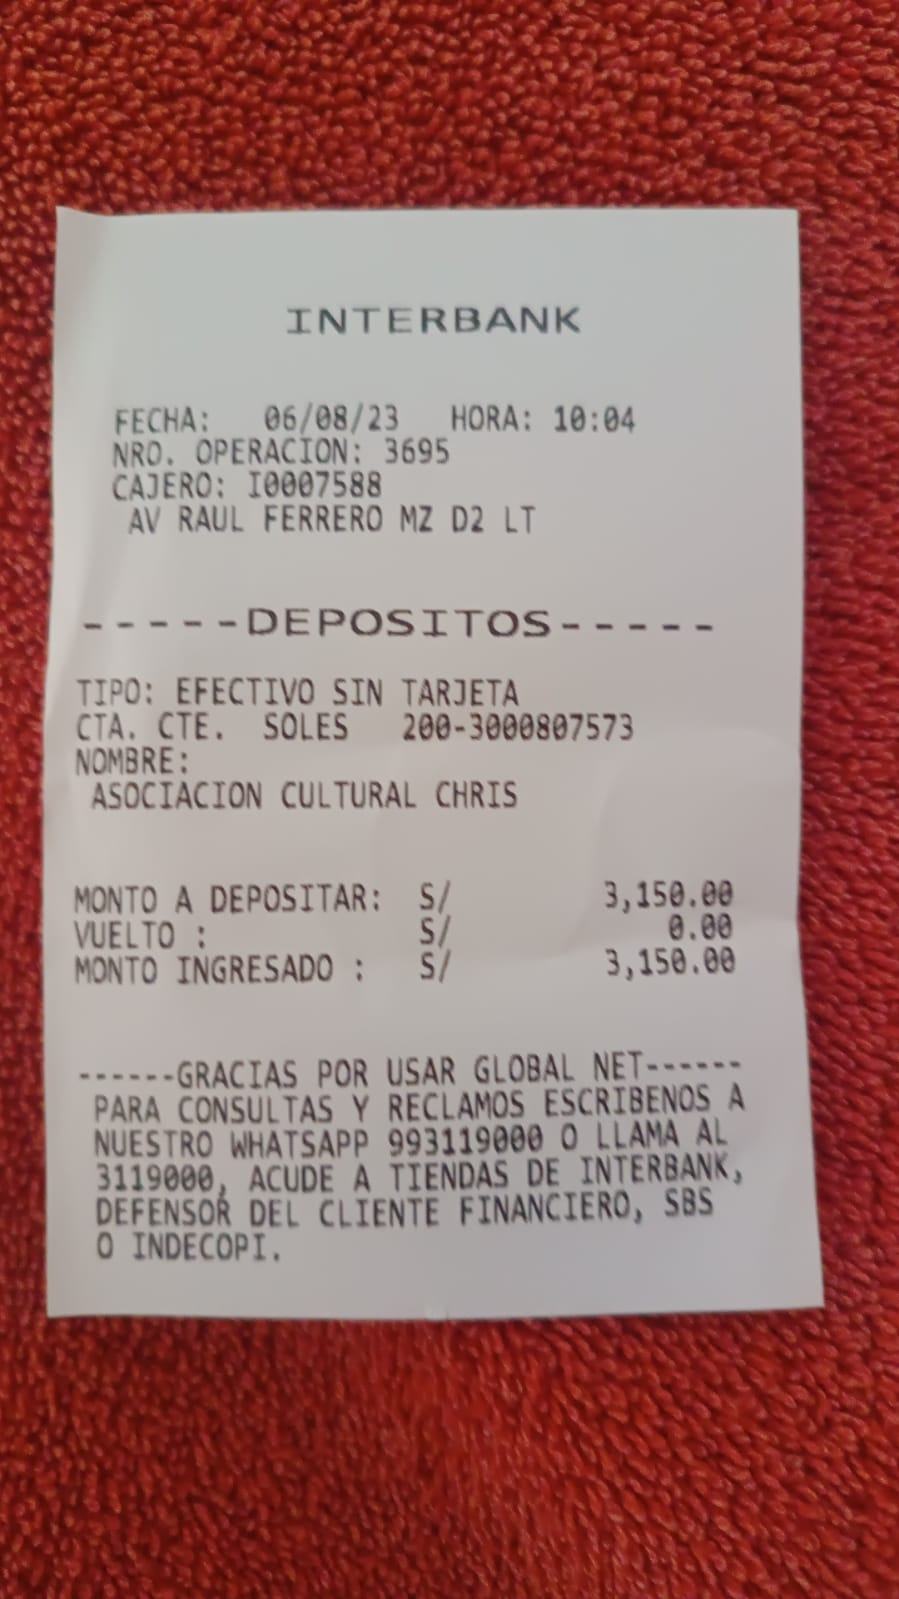 INTERBANK
FECHA: 06/08/23 HORA: 10:04
NRO. OPERACION: 3695
CAJERO: I0007588
AV RAUL FERRERO MZ D2 LT
-----DEPOSITOS-----
TIPO: EFECTIVO SIN TARJETA
CTA. CTE. SOLES 200-3000807573
NOMBRE:
ASOCIACION CULTURAL CHRIS
MONTO A DEPOSITAR: S/ 3,150.00
VUELTO : S/ 0.00
MONTO INGRESADO : S/ 3,150.00
------GRACIAS POR USAR GLOBAL NET------
PARA CONSULTAS Y RECLAMOS ESCRIBENOS A
NUESTRO WHATSAPP 993119000 O LLAMA AL
3119000, ACUDE A TIENDAS DE INTERBANK,
DEFENSOR DEL CLIENTE FINANCIERO, SBS
O INDECOPI.